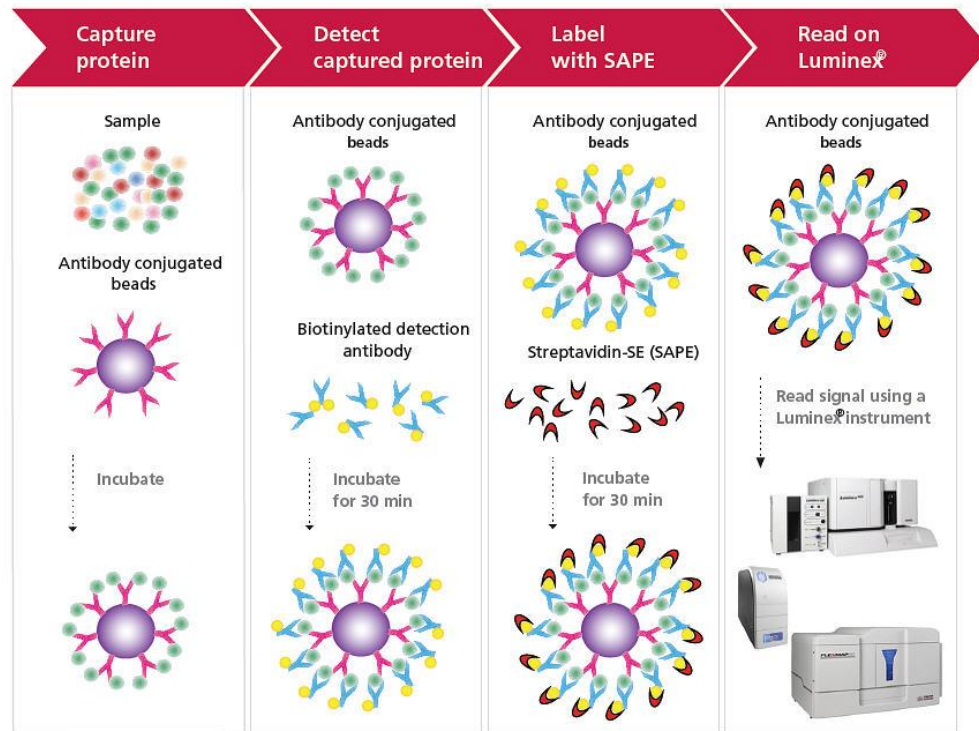 Capture
protein
Detect
captured protein
Label
with SAPE
Read on
Luminex®
Sample
Antibody conjugated
beads
Incubate
Antibody conjugated
beads
Biotinylated detection
antibody
Incubate
for 30 min
Antibody conjugated
beads
Streptavidin-SE (SAPE)
Incubate
for 30 min
Antibody conjugated
beads
Read signal using a
Luminex® instrument